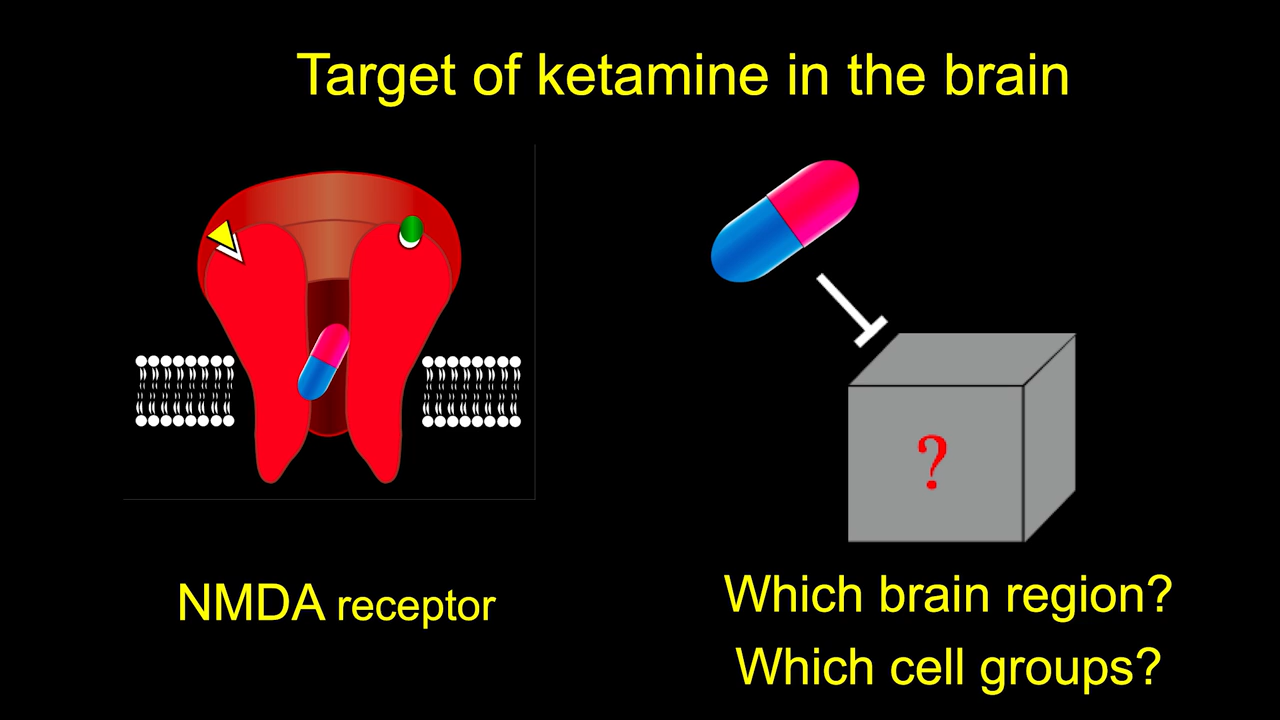 Target of ketamine in the brain
?
NMDA receptor
Which brain region?
Which cell groups?